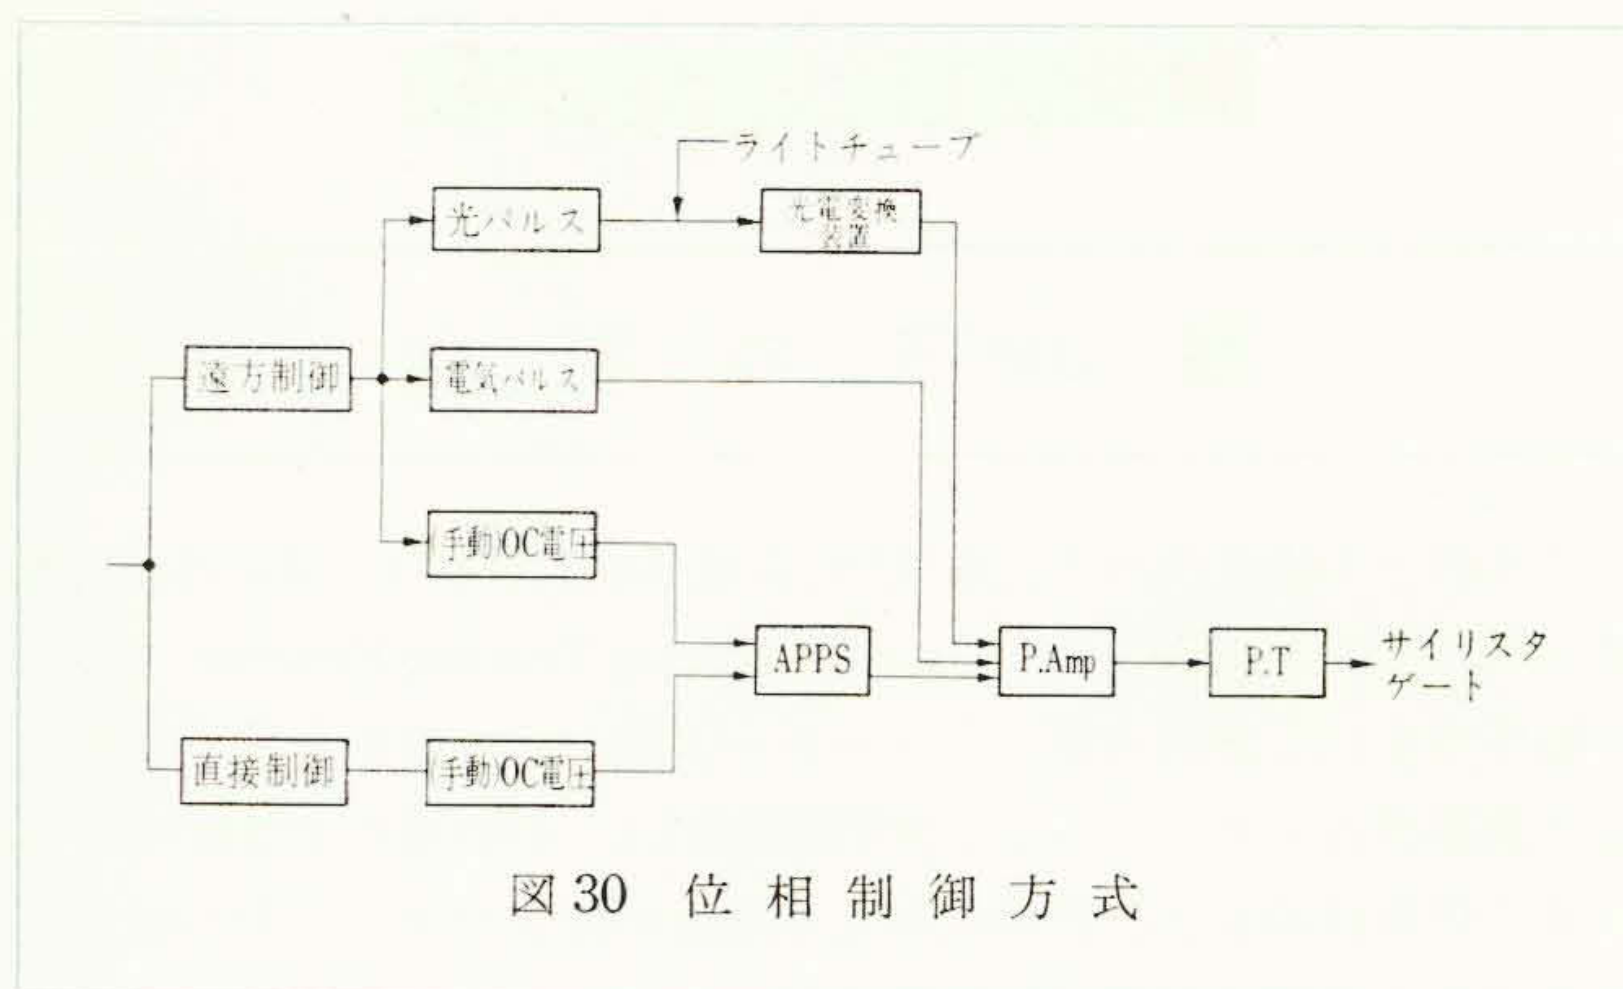 ライトチューブ
光パルス
光電変換
装置
遠方制御
電気パルス
(手動)OC電圧
APPS
P.Amp
P.T
サイリスタ
ゲート
直接制御
(手動)OC電圧
図30 位相制御方式